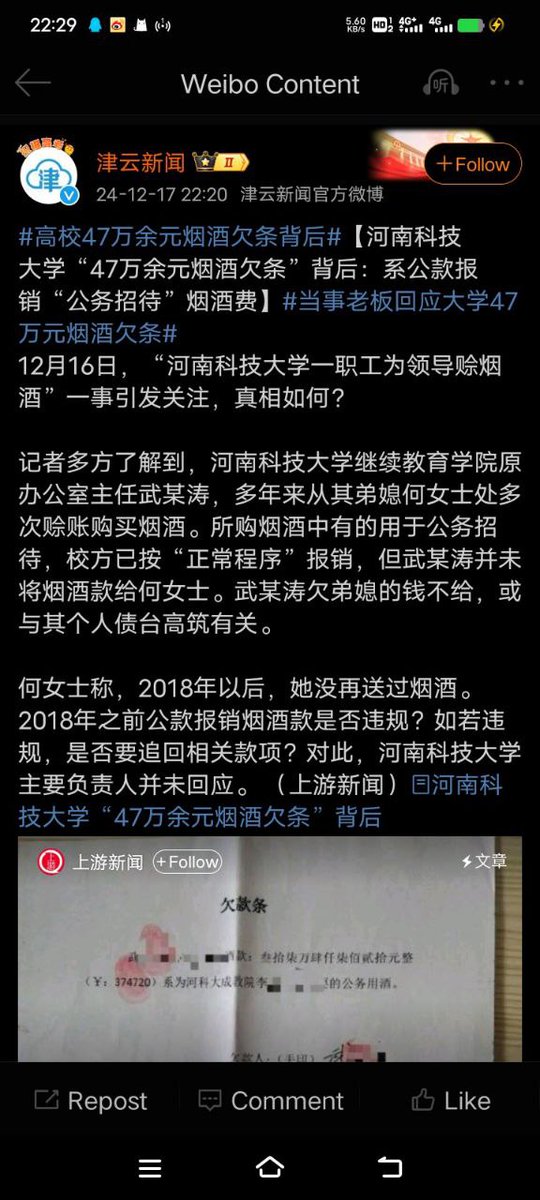 22:29
5.60 KB/s HD 1 2 4G+ 4G
Weibo Content
听
津云新闻 II
+Follow
24-12-17 22:20 津云新闻官方微博
#高校47万余元烟酒欠条背后#【河南科技
大学“47万余元烟酒欠条”背后：系公款报
销“公务招待”烟酒费】#当事老板回应大学47
万元烟酒欠条#
12月16日，“河南科技大学一职工为领导赊烟
酒”一事引发关注，真相如何？
记者多方了解到，河南科技大学继续教育学院原
办公室主任武某涛，多年来从其弟媳何女士处多
次赊账购买烟酒。所购烟酒中有的用于公务招
待，校方已按“正常程序”报销，但武某涛并未
将烟酒款给何女士。武某涛欠弟媳的钱不给，或
与其个人债台高筑有关。
何女士称，2018年以后，她没再送过烟酒。
2018年之前公款报销烟酒款是否违规？如若违
规，是否要追回相关款项？对此，河南科技大学
主要负责人并未回应。（上游新闻）河南科
技大学“47万余元烟酒欠条”背后
上游新闻 +Follow
文章
欠款条
武 酒款：叁拾柒万肆仟柒佰贰拾元整
（¥：374720）系为河科大成教院李 的公务用酒。
欠款人：（手印）
Repost
Comment
Like